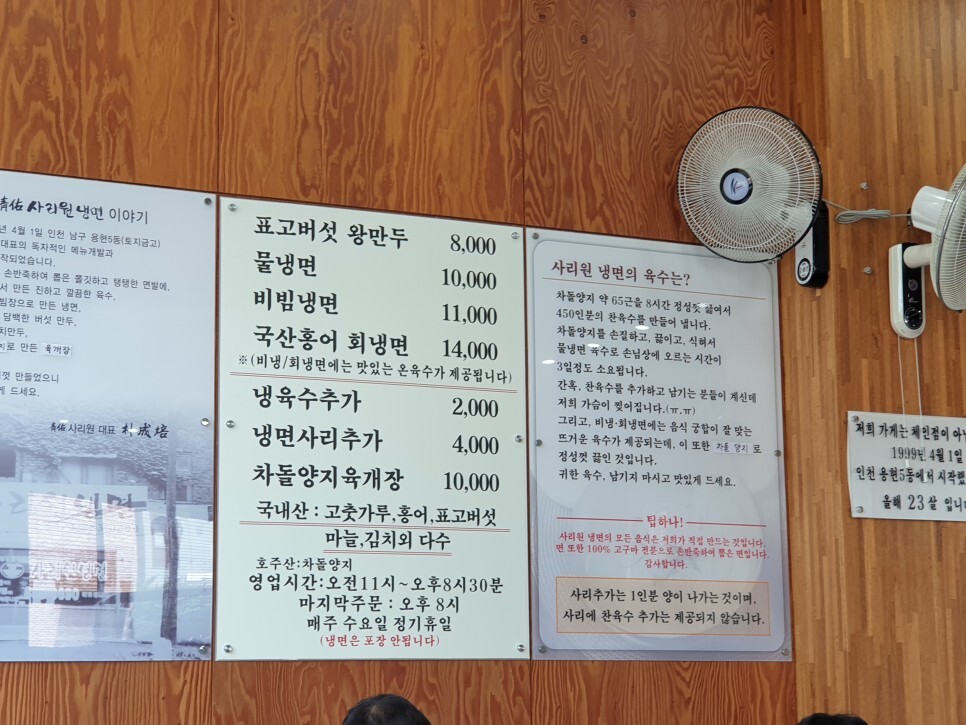 사리원냉면 이야기
년 4월 1일 인천 남구 용현5동(토지금고)
대표의 독자적인 메뉴개발과
작되었습니다.
손반죽하여 뽑은 쫄깃하고 탱탱한 면발에,
서 만든 진하고 깔끔한 육수,
빔장으로 만든 냉면,
담백한 버섯 만두,
치만두,
로 만든 육개장
껏 만들었으니
게 드세요.
사리원 대표
표고버섯 왕만두 8,000
물냉면 10,000
비빔냉면 11,000
국산홍어 회냉면 14,000
※(비냉/회냉면에는 맛있는 온육수가 제공됩니다)
냉육수추가 2,000
냉면사리추가 4,000
차돌양지육개장 10,000
국내산 : 고춧가루,홍어,표고버섯
마늘,김치외 다수
호주산:차돌양지
영업시간:오전11시~오후8시30분
마지막주문 : 오후 8시
매주 수요일 정기휴일
(냉면은 포장 안됩니다)
사리원 냉면의 육수는?
차돌양지 약 65근을 8시간 정성껏 삶어서
450인분의 찬육수를 만들어 냅니다.
차돌양지를 손질하고, 끓이고, 식혀서
물냉면 육수로 손님상에 오르는 시간이
3일정도 소요됩니다.
간혹, 찬육수를 추가하고 남기는 분들이 계신데
저희 가슴이 찢어집니다.(ㅠ.ㅠ)
그리고, 비냉·회냉면에는 음식 궁합이 잘 맞는
뜨거운 육수가 제공되는데, 이 또한 차돌 양지 로
정성껏 끓인 것입니다.
귀한 육수, 남기지 마시고 맛있게 드세요.
팁하나!
사리원 냉면의 모든 음식은 저희가 직접 만드는 것입니다.
면 또한 100% 고구마 전분으로 손반죽하여 뽑은 면입니다.
감사합니다.
사리추가는 1인분 양이 나가는 것이며,
사리에 찬육수 추가는 제공되지 않습니다.
저희 가게는 체인점이 아
1999년 4월 1일
인천 용현5동에서 시작했
올해 23살 입니